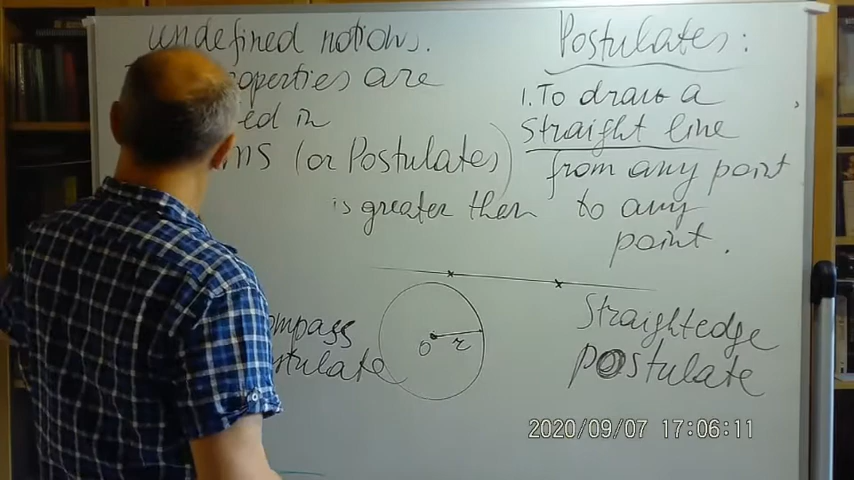 undefined notions.
operties are
ed in
ms (or Postulates)
is greater then
ompass
stulate
O r
Postulates:
1. To draw a
straight line
from any point
to any
point.
Straightedge
postulate
2020/09/07 17:06:11